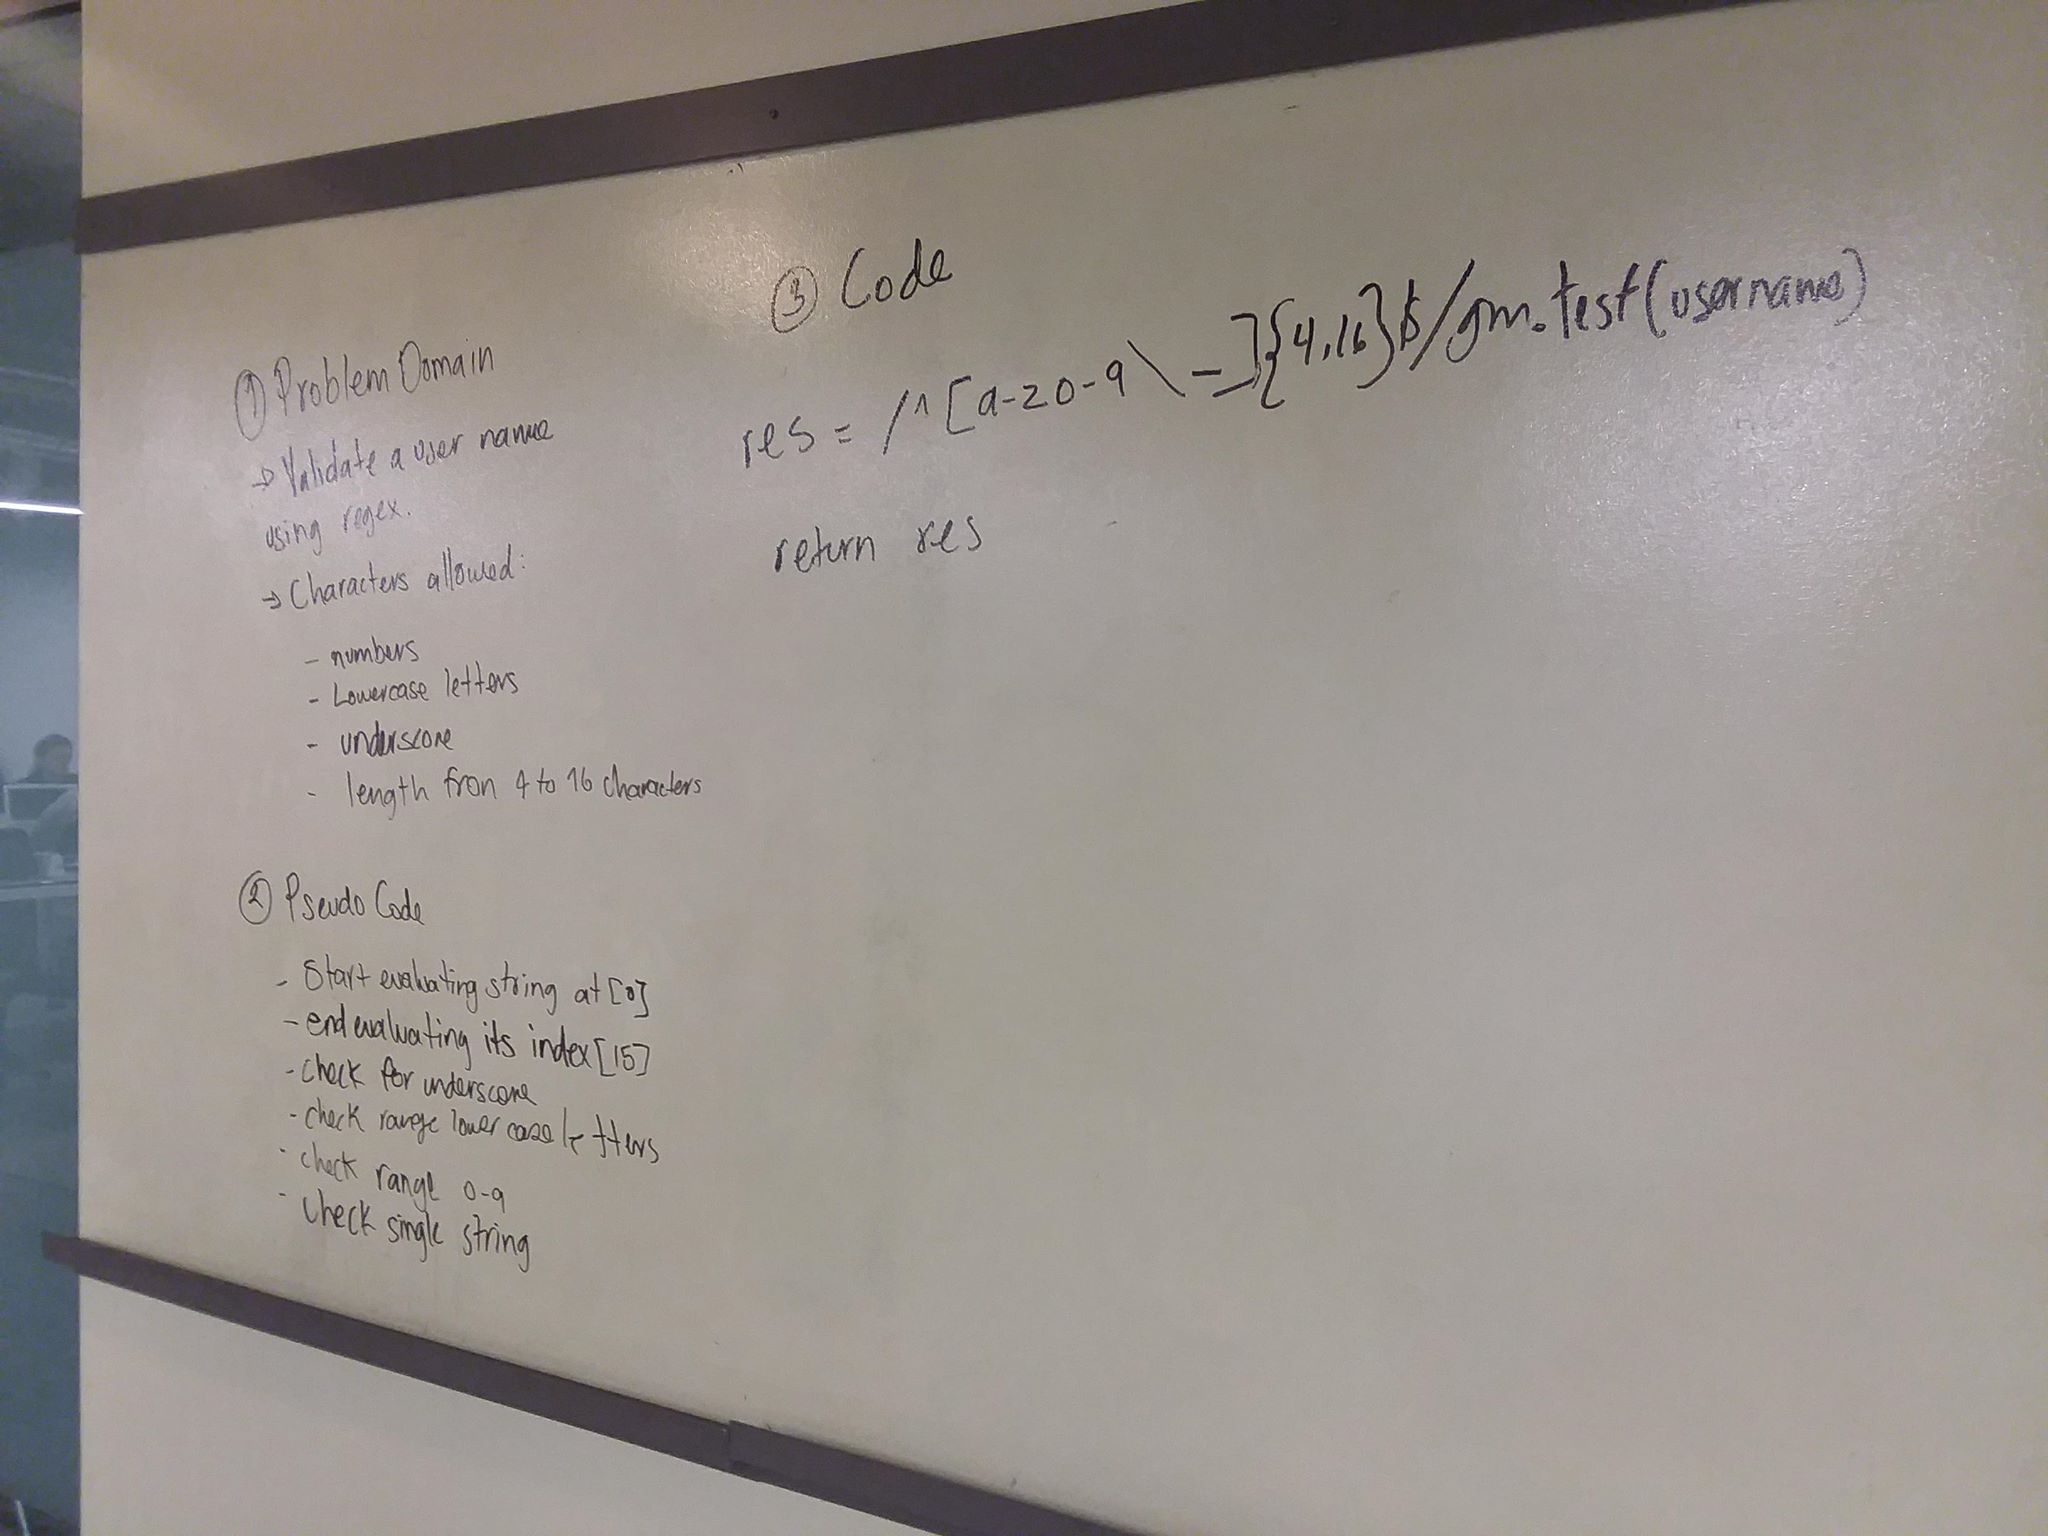 ① Problem Domain
→ Validate a user name
using regex.
→ Characters allowed:
- numbers
- Lowercase letters
- underscore
- length from 4 to 16 characters
② Pseudo Code
- Start evaluating string at [0]
- end evaluating its index [15]
- check for underscore
- check range lower case letters
- check range 0-9
- check single string
③ Code
res = /^[a-z0-9\_]{4,16}$/gm.test(username)
return res